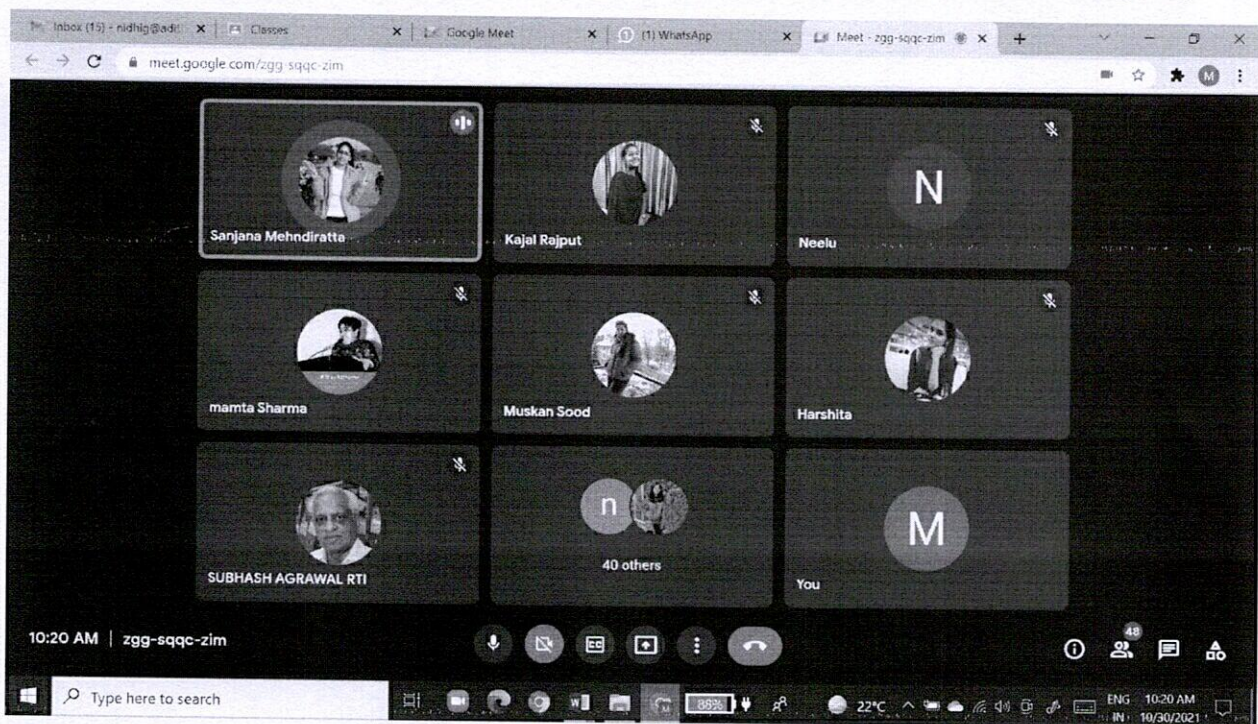 Inbox (15) - nidhig@adit
Classes
Google Meet
(1) WhatsApp
Meet - zgg-sqqc-zim
meet.google.com/zgg-sqqc-zim
M
Sanjana Mehndiratta
Kajal Rajput
N
Neelu
mamta Sharma
Muskan Sood
Harshita
SUBHASH AGRAWAL RTI
n
40 others
M
You
10:20 AM | zgg-sqqc-zim
48
Type here to search
88%
22°C
ENG
IN
10:20 AM
10/30/2021